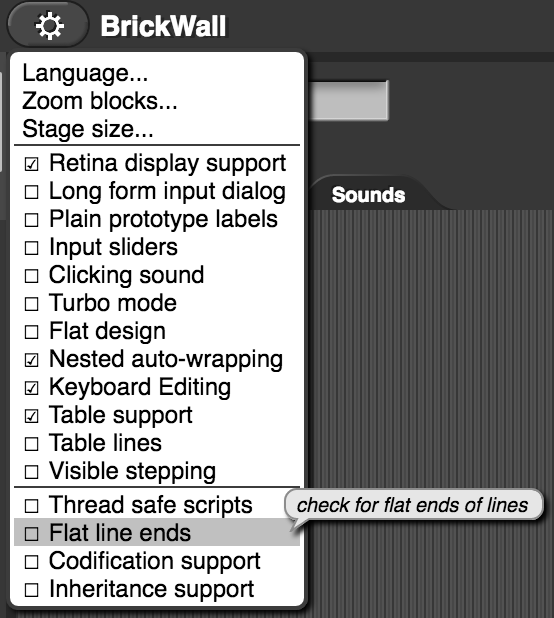 BrickWall
Language...
Zoom blocks...
Stage size...
Retina display support
Long form input dialog
Plain prototype labels
Input sliders
Clicking sound
Turbo mode
Flat design
Nested auto-wrapping
Keyboard Editing
Table support
Table lines
Visible stepping
Thread safe scripts
Flat line ends
Codification support
Inheritance support
Sounds
check for flat ends of lines